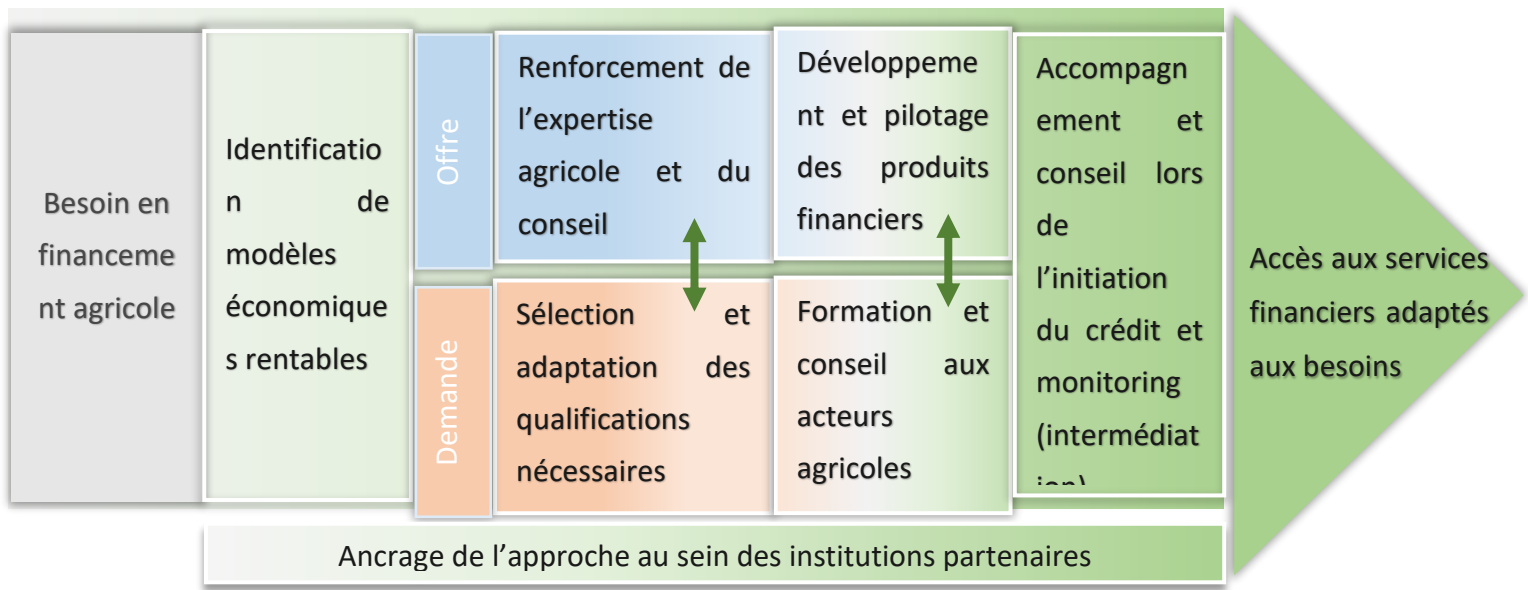 Besoin en
financeme
nt agricole
Identificatio
n de
modèles
économique
s rentables
Offre
Renforcement de
l’expertise
agricole et du
conseil
Développeme
nt et pilotage
des produits
financiers
Demande
Sélection et
adaptation des
qualifications
nécessaires
Formation et
conseil aux
acteurs
agricoles
Accompagn
ement et
conseil lors
de
l’initiation
du crédit et
monitoring
(intermédiat
ion)
Accès aux services
financiers adaptés
aux besoins
Ancrage de l’approche au sein des institutions partenaires